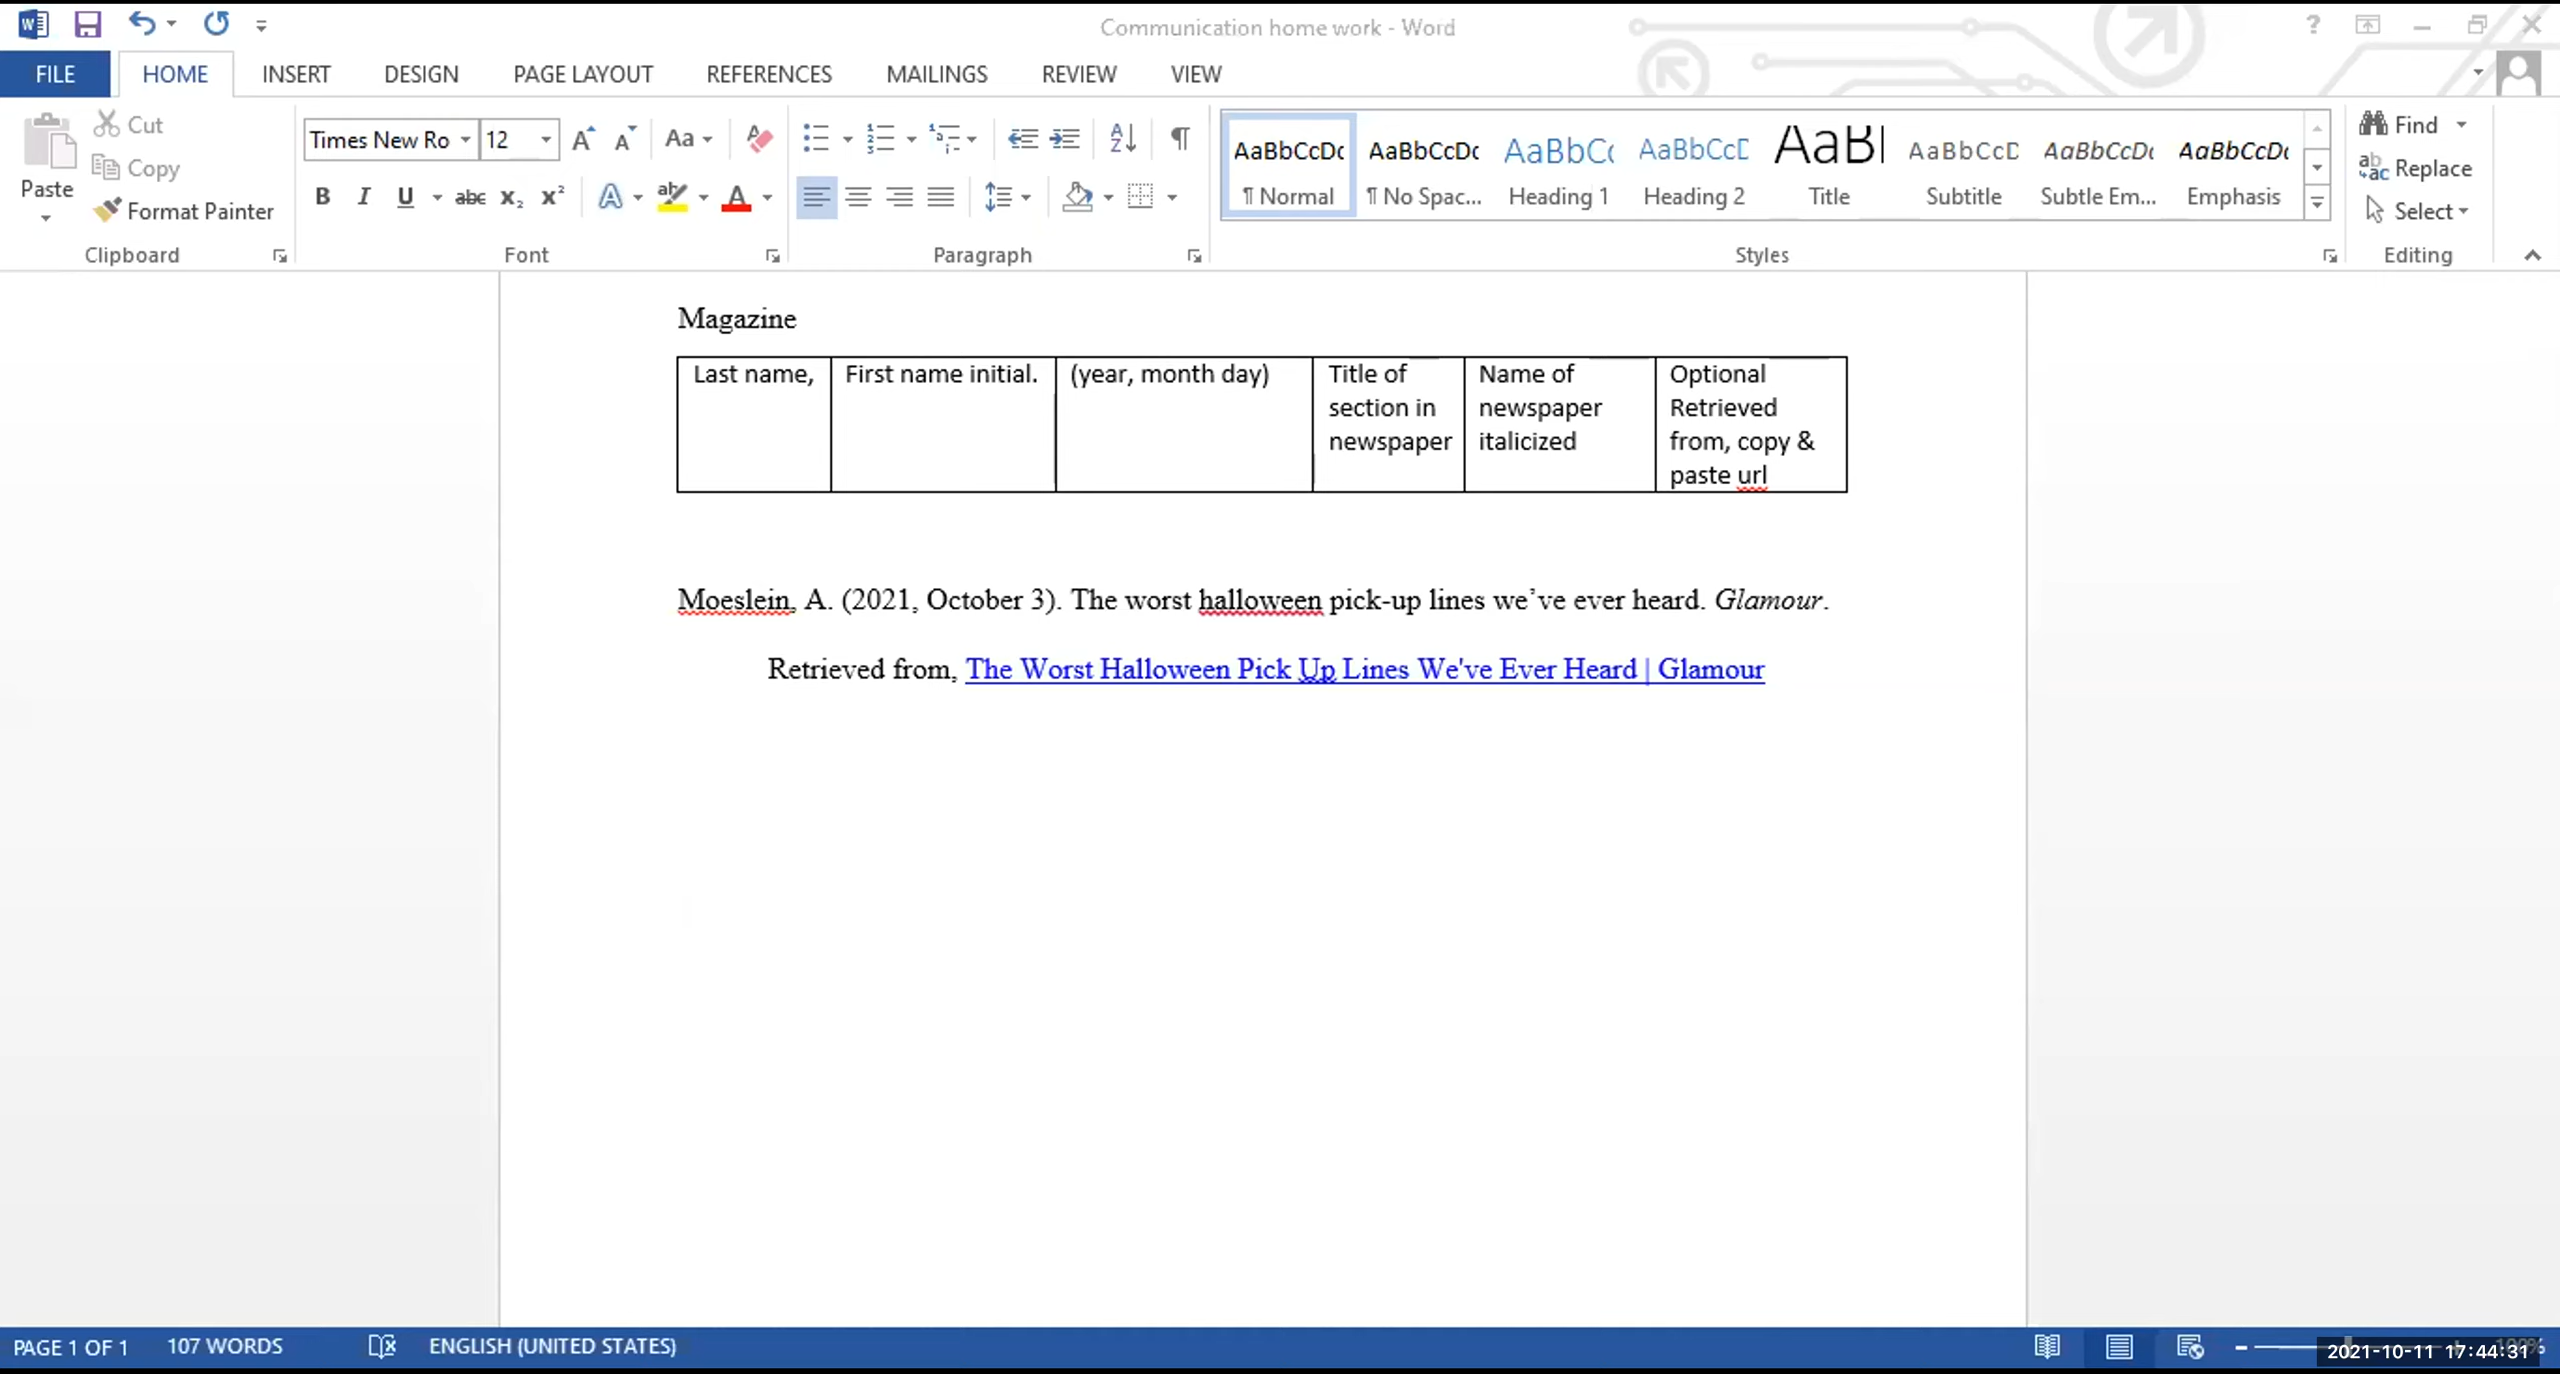 Communication home work - Word
FILE HOME INSERT DESIGN PAGE LAYOUT REFERENCES MAILINGS REVIEW VIEW
Paste
Cut
Copy
Format Painter
Times New Ro 12
AaBbCcDc AaBbCcDc AaBbCc AaBbCcD AaBl AaBbCcD AaBbCcDc AaBbCcDc
¶ Normal ¶ No Spac... Heading 1 Heading 2 Title Subtitle Subtle Em... Emphasis
Find
Replace
Select
Clipboard Font Paragraph Styles Editing
Magazine
Last name,
First name initial.
(year, month day)
Title of
section in
newspaper
Name of
newspaper
italicized
Optional
Retrieved
from, copy &
paste url
Moeslein, A. (2021, October 3). The worst halloween pick-up lines we’ve ever heard. Glamour.
Retrieved from, The Worst Halloween Pick Up Lines We've Ever Heard | Glamour
PAGE 1 OF 1 107 WORDS ENGLISH (UNITED STATES)
2021-10-11 17:44:31